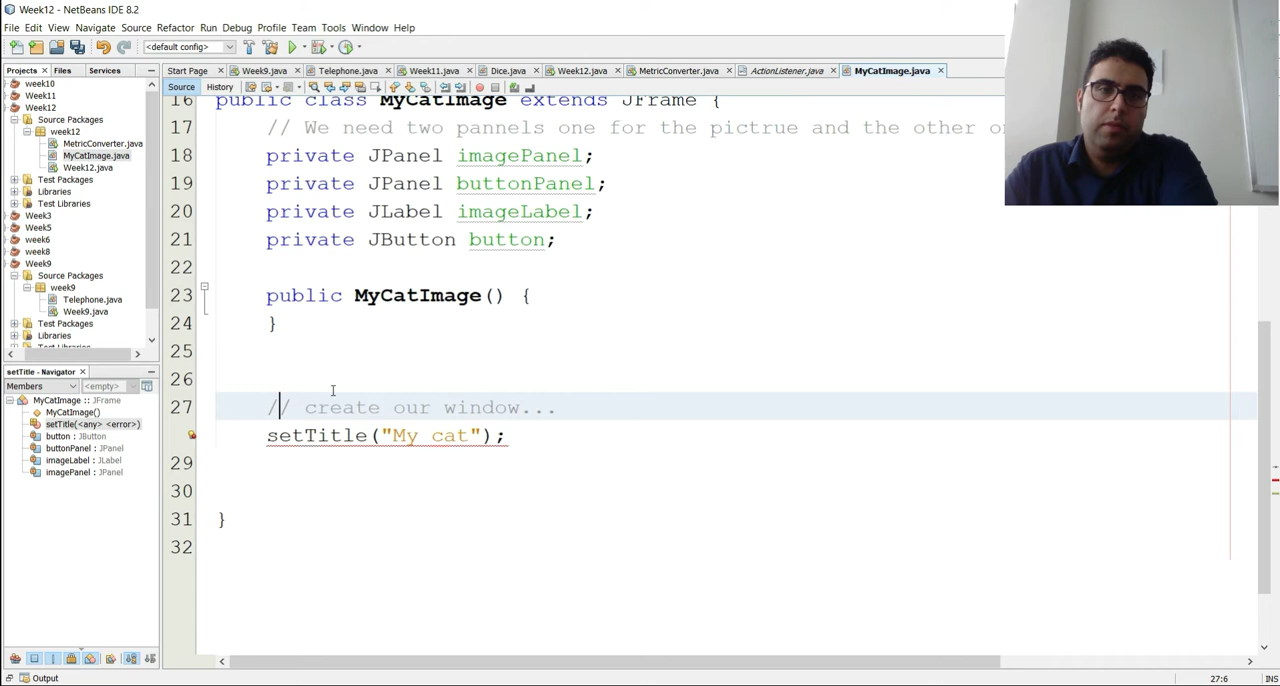 MyCatImage - NetBeans IDE 8.2
File Edit View Navigate Source Refactor Run Debug Profile Team Tools Window Help
<default config>
Projects Files Services
Start Page Week9.java Telephone.java Week11.java Dice.java Week12.java MetricConverter.java ActionListener.java MyCatImage.java
Source History
week10
Week11
Week12
Source Packages
week12
MetricConverter.java
MyCatImage.java
Week12.java
Test Packages
Libraries
Test Libraries
Week3
Week5
week6
week8
Week9
Source Packages
week9
Telephone.java
Week9.java
Test Packages
Libraries
setTitle - Navigator
Members <empty>
MyCatImage :: JFrame
MyCatImage()
setTitle(<any> <error>)
button : JButton
buttonPanel : JPanel
imageLabel : JLabel
imagePanel : JPanel
16 public class MyCatImage extends JFrame {
17 // We need two pannels one for the pictrue and the other
18 private JPanel imagePanel;
19 private JPanel buttonPanel;
20 private JLabel imageLabel;
21 private JButton button;
22
23 public MyCatImage() {
24 }
25
26
27 // create our window...
setTitle("My cat");
29
30
31 }
32
Output
27:6 INS